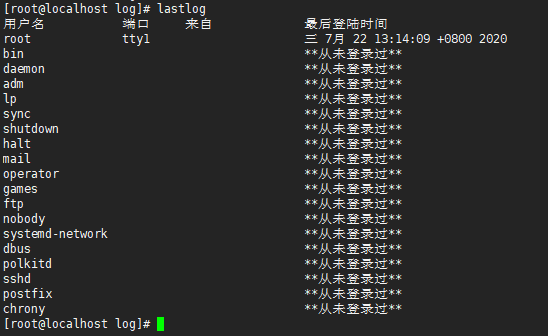 [root@localhost log]# lastlog
用户名 端口 来自 最后登陆时间
root tty1 三 7月 22 13:14:09 +0800 2020
bin **从未登录过**
daemon **从未登录过**
adm **从未登录过**
lp **从未登录过**
sync **从未登录过**
shutdown **从未登录过**
halt **从未登录过**
mail **从未登录过**
operator **从未登录过**
games **从未登录过**
ftp **从未登录过**
nobody **从未登录过**
systemd-network **从未登录过**
dbus **从未登录过**
polkitd **从未登录过**
sshd **从未登录过**
postfix **从未登录过**
chrony **从未登录过**
[root@localhost log]#